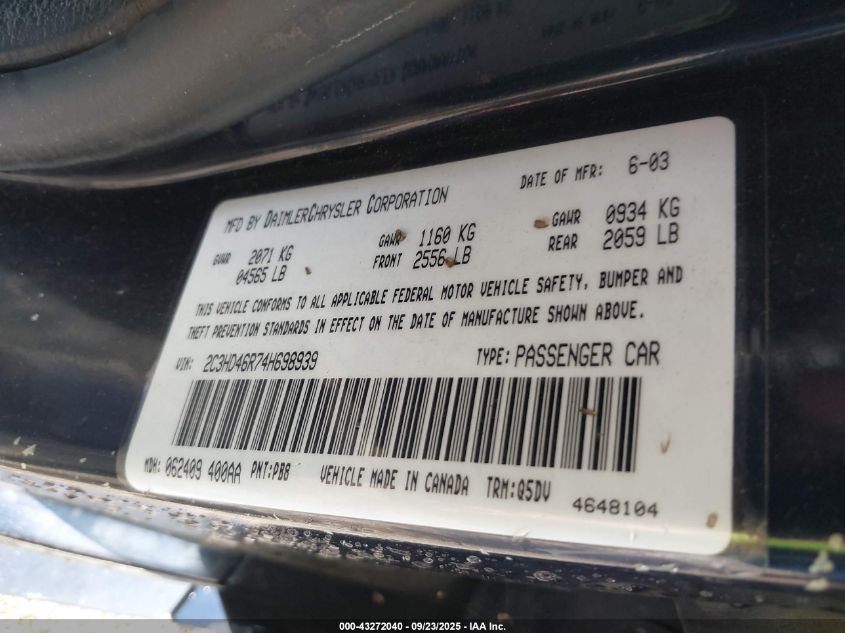 MFD BY DAIMLERCHRYSLER CORPORATION DATE OF MFR: 6-03
GVWR 2071 KG GAWR 1160 KG GAWR 0934 KG
04565 LB FRONT 2556 LB REAR 2059 LB
THIS VEHICLE CONFORMS TO ALL APPLICABLE FEDERAL MOTOR VEHICLE SAFETY, BUMPER AND
THEFT PREVENTION STANDARDS IN EFFECT ON THE DATE OF MANUFACTURE SHOWN ABOVE.
VIN: 2C3HD46R74H698939 TYPE: PASSENGER CAR
MDH: 062409 400AA PNT:PB8 VEHICLE MADE IN CANADA TRM:Q5DV
4648104
000-43272040 - 09/23/2025 - IAA Inc.